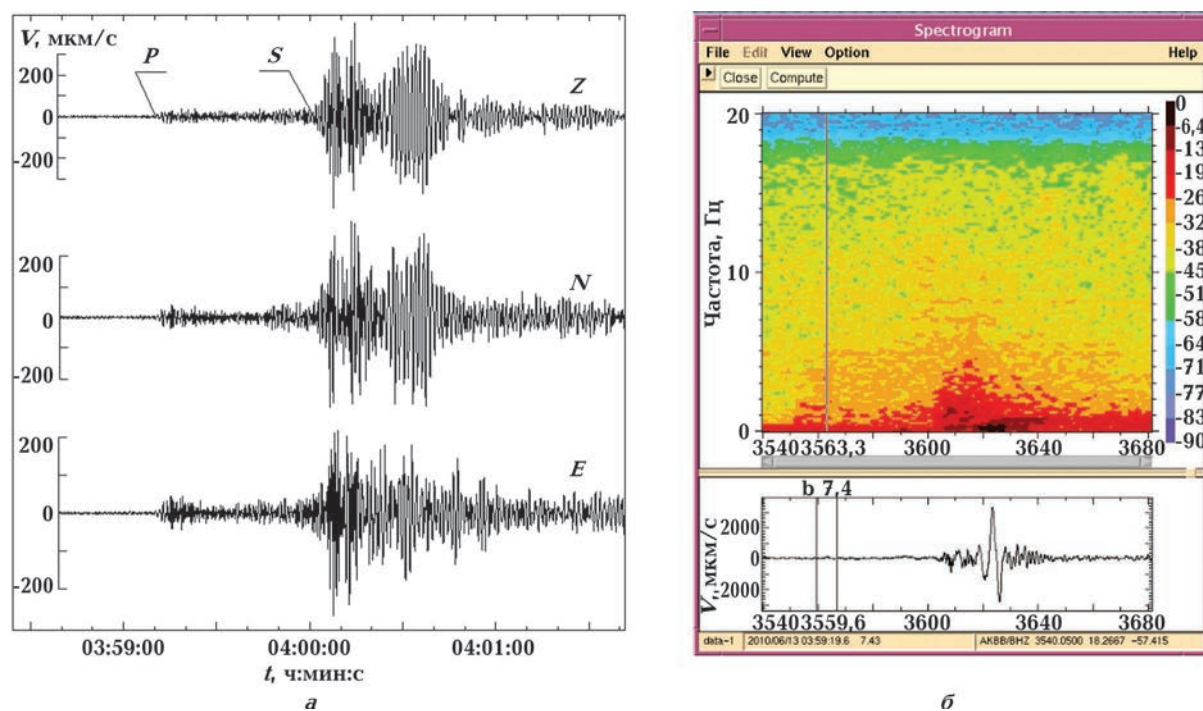 V, мкм/с
P
S
Z
200
0
-200
N
200
0
-200
E
200
0
-200
03:59:00
04:00:00
04:01:00
t, ч:мин:с
а
Spectrogram
File Edit View Option Help
Close Compute
Частота, Гц
20
10
0
3540 3563,3 3600 3640 3680
0
-6,4
-13
-19
-26
-32
-38
-45
-51
-58
-64
-71
-77
-83
-90
b 7,4
V, мкм/с
2000
0
2000
3540 3559,6 3600 3640 3680
data-1 2010/06/13 03:59:19.6 7.43 AKBB/BHZ 3540.0500 18.2667 -57.415
б